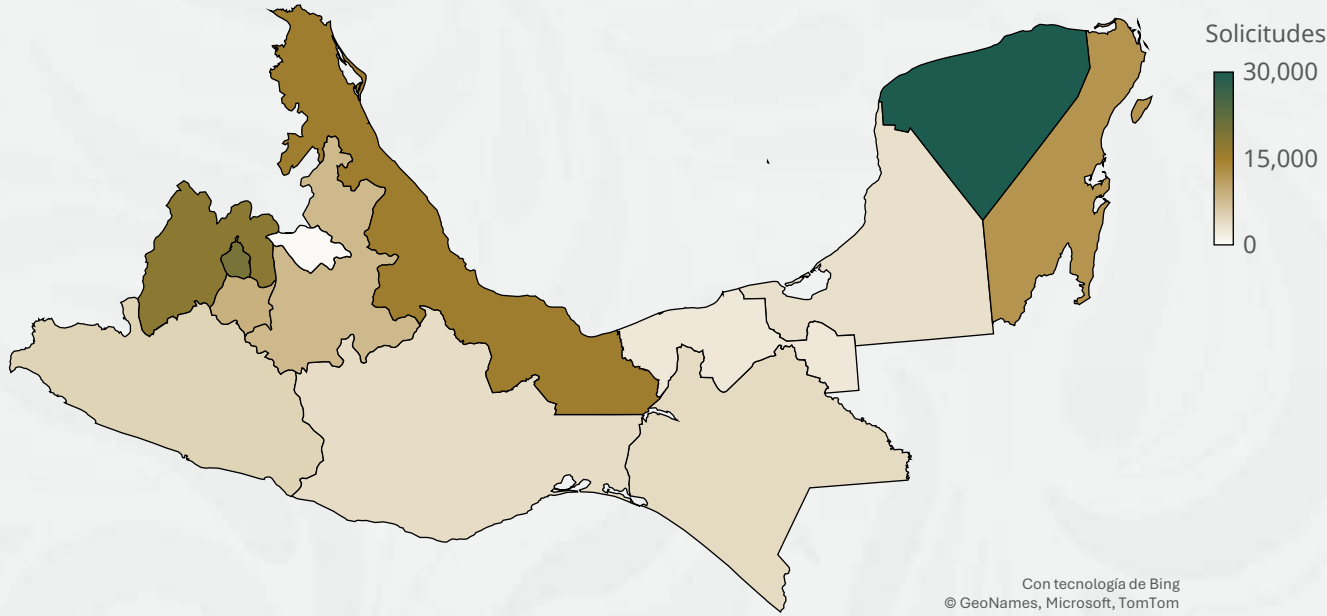 Solicitudes
30,000
15,000
0
Con tecnología de Bing
© GeoNames, Microsoft, TomTom